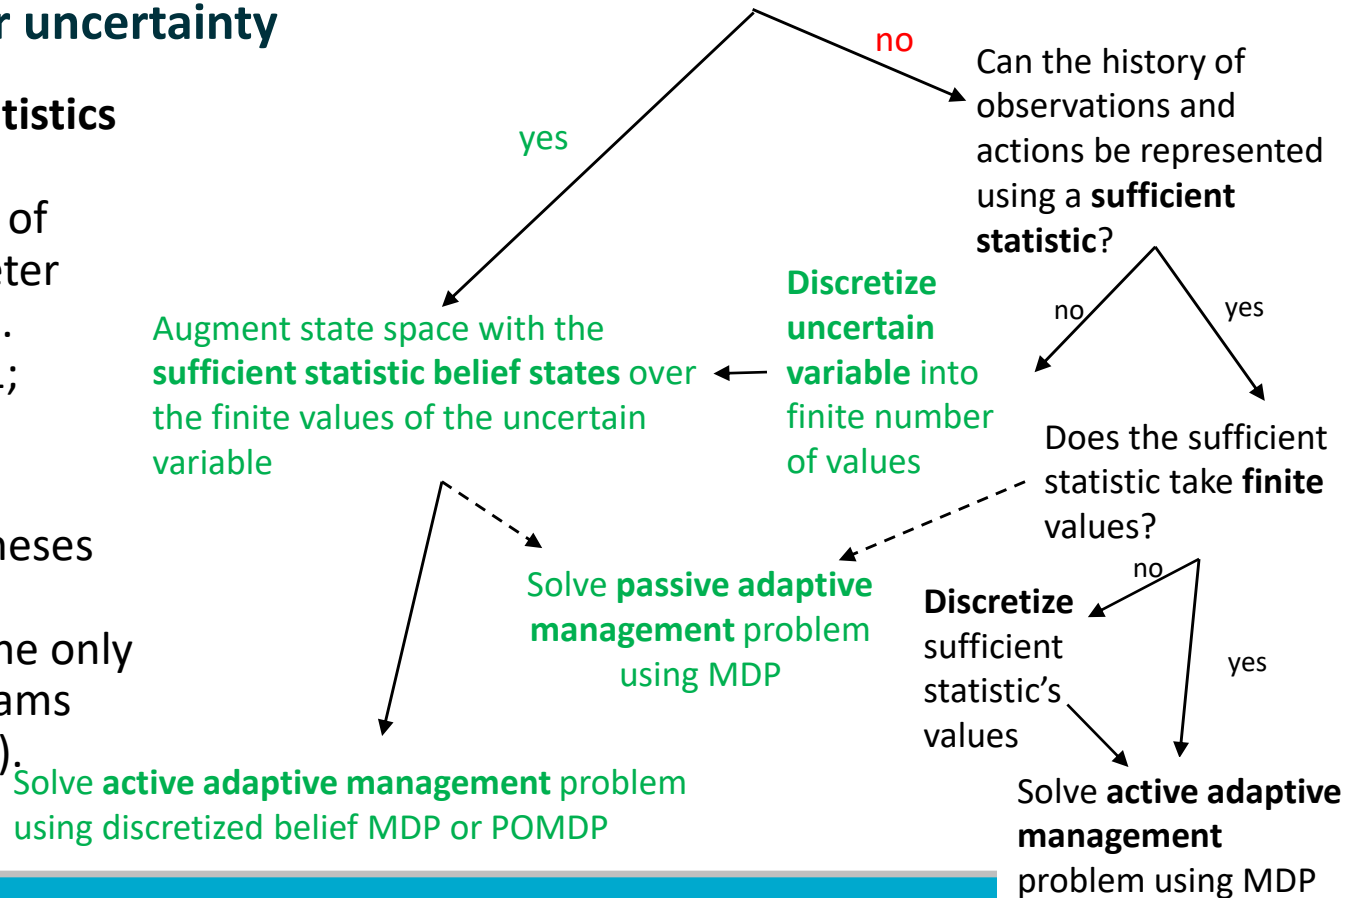 r uncertainty
tistics
of
eter
.
.;
neses
he only
ams
).
no
yes
Can the history of
observations and
actions be represented
using a sufficient
statistic?
no
yes
Discretize
uncertain
variable into
finite number
of values
Augment state space with the
sufficient statistic belief states over
the finite values of the uncertain
variable
Does the sufficient
statistic take finite
values?
no
yes
Solve passive adaptive
management problem
using MDP
Discretize
sufficient
statistic’s
values
Solve active adaptive management problem
using discretized belief MDP or POMDP
Solve active adaptive
management
problem using MDP